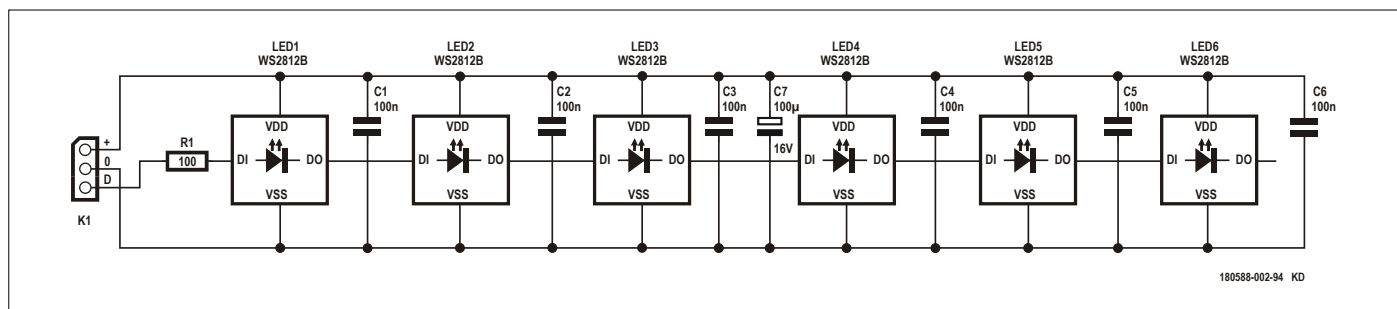 LED1
WS2812B
LED2
WS2812B
LED3
WS2812B
LED4
WS2812B
LED5
WS2812B
LED6
WS2812B
C1
100n
C2
100n
C3
100n
C7
100µ
16V
C4
100n
C5
100n
C6
100n
+
0
D
K1
R1
100
VDD
DI
DO
VSS
VDD
DI
DO
VSS
VDD
DI
DO
VSS
VDD
DI
DO
VSS
VDD
DI
DO
VSS
VDD
DI
DO
VSS
180588-002-94 KD